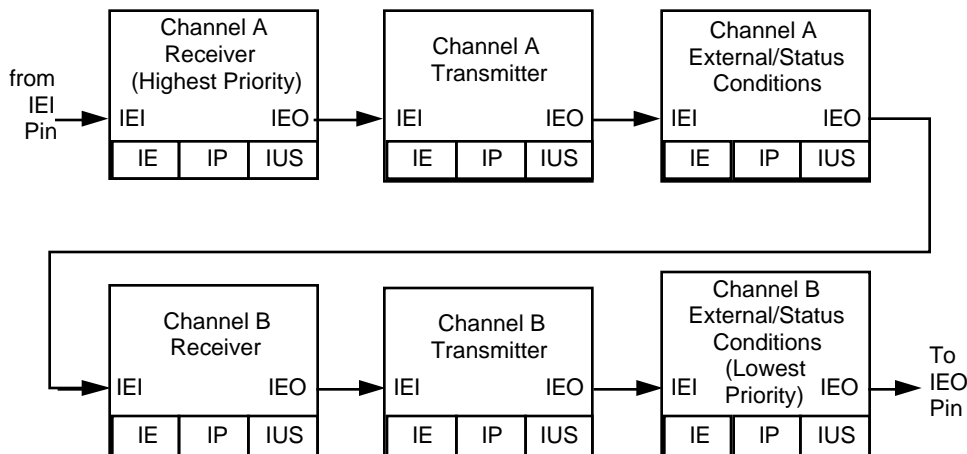 from
IEI
Pin
Channel A
Receiver
(Highest Priority)
IEI IEO
IE IP IUS
Channel A
Transmitter
IEI IEO
IE IP IUS
Channel A
External/Status
Conditions
IEI IEO
IE IP IUS
Channel B
Receiver
IEI IEO
IE IP IUS
Channel B
Transmitter
IEI IEO
IE IP IUS
Channel B
External/Status
Conditions
(Lowest
IEI Priority) IEO
IE IP IUS
To
IEO
Pin